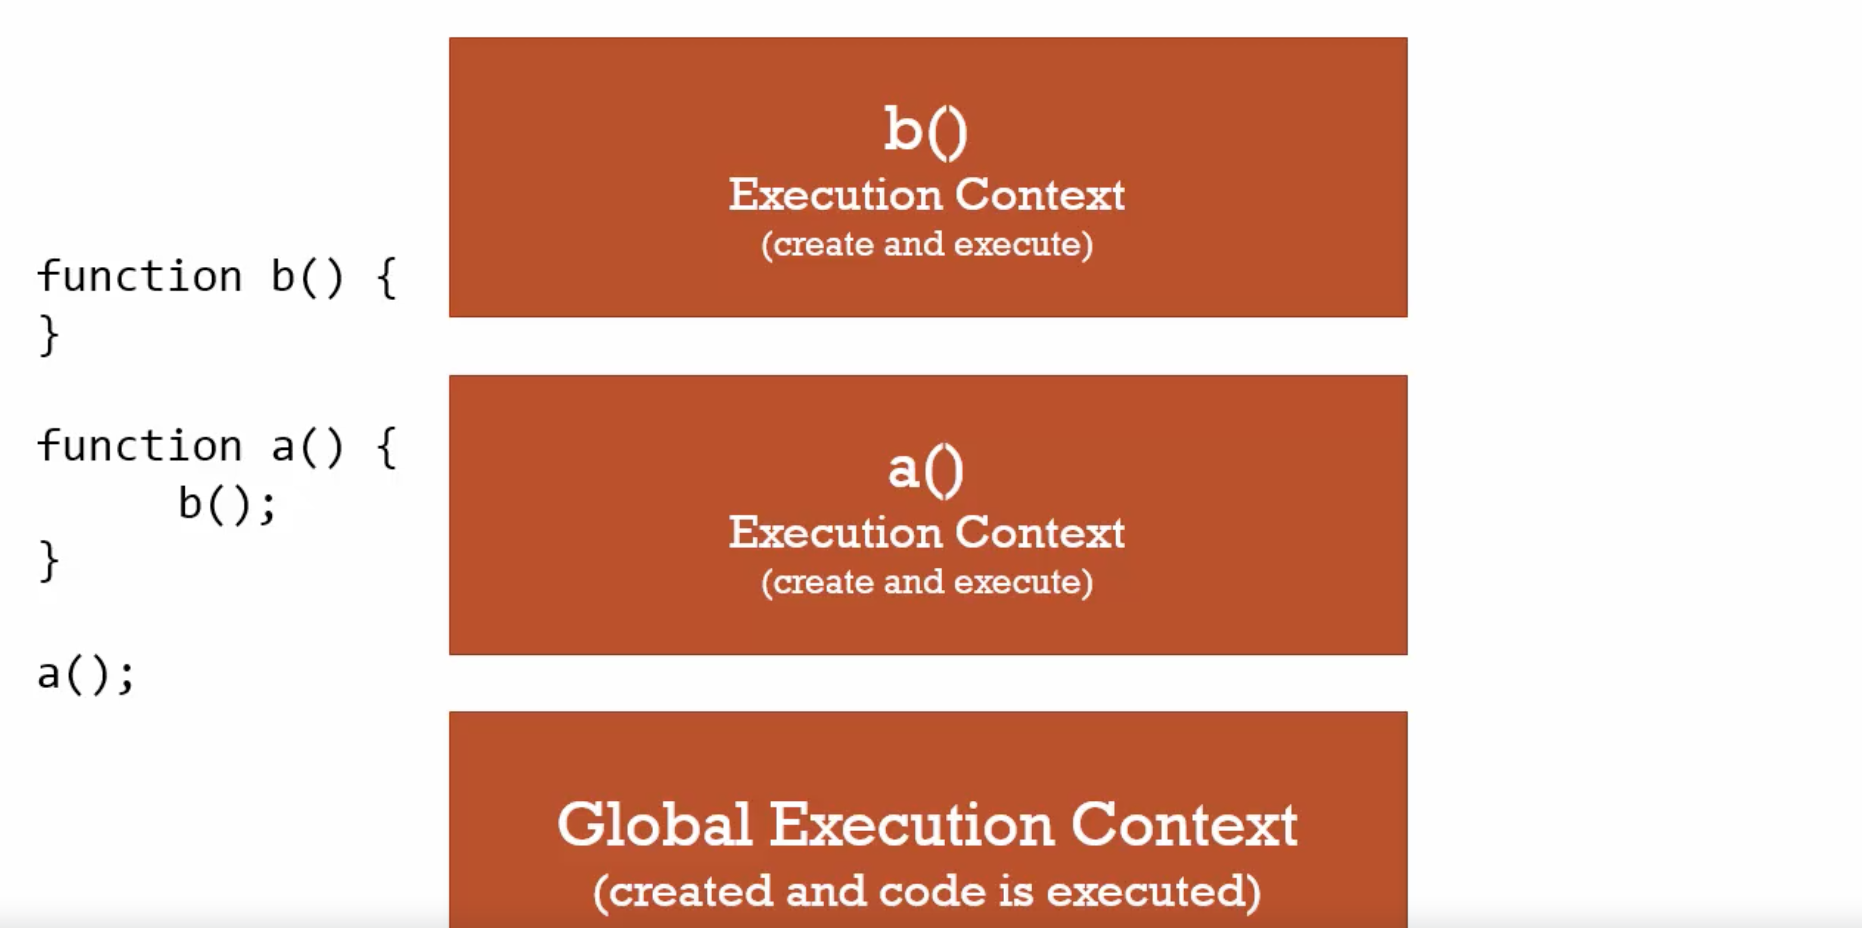 function b() {
}
function a() {
b();
}
a();
b()
Execution Context
(create and execute)
a()
Execution Context
(create and execute)
Global Execution Context
(created and code is executed)